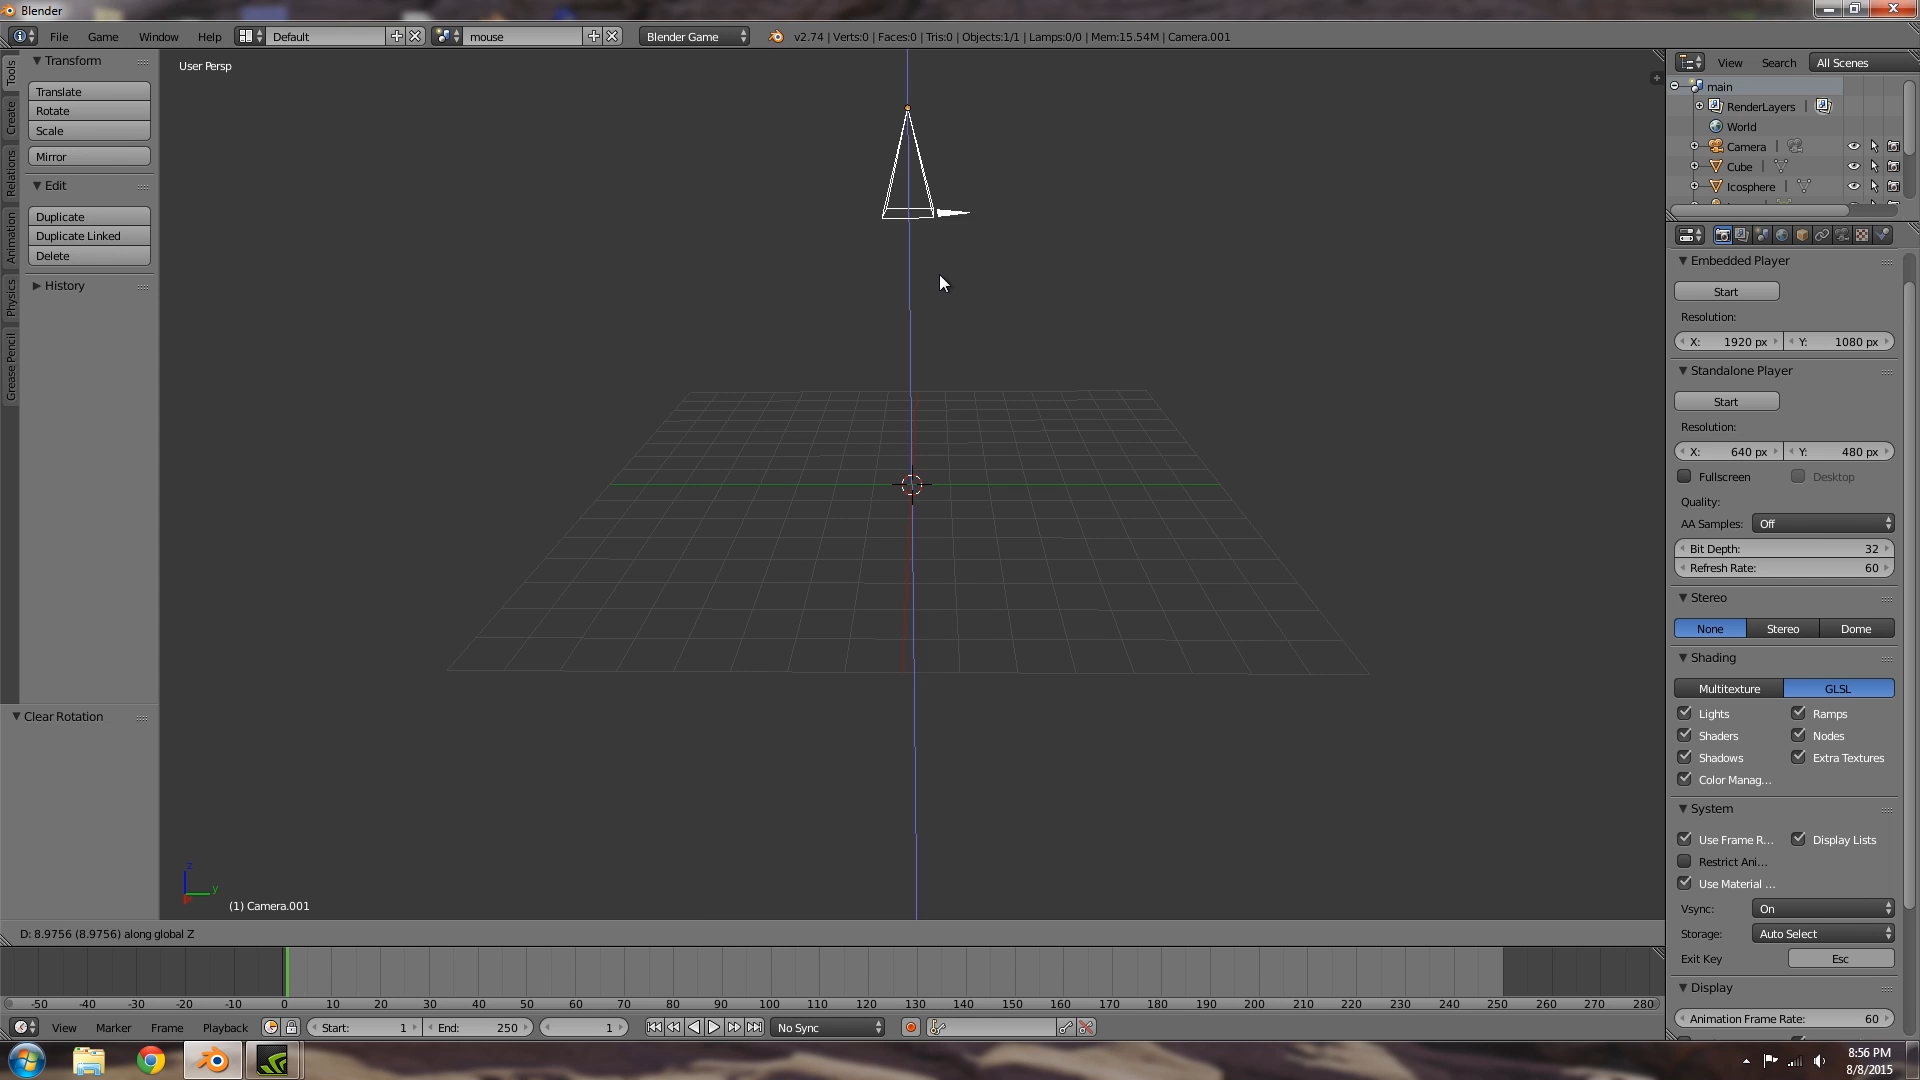 Blender
File Game Window Help Default mouse Blender Game v2.74 | Verts:0 | Faces:0 | Tris:0 | Objects:1/1 | Lamps:0/0 | Mem:15.54M | Camera.001
Tools
Create
Relations
Animation
Physics
Grease Pencil
Transform
Translate
Rotate
Scale
Mirror
Edit
Duplicate
Duplicate Linked
Delete
History
Clear Rotation
User Persp
z
y
(1) Camera.001
D: 8.9756 (8.9756) along global Z
View Search All Scenes
main
RenderLayers |
World
Camera |
Cube |
Icosphere |
Embedded Player
Start
Resolution:
X: 1920 px Y: 1080 px
Standalone Player
Start
Resolution:
X: 640 px Y: 480 px
Fullscreen Desktop
Quality:
AA Samples: Off
Bit Depth: 32
Refresh Rate: 60
Stereo
None Stereo Dome
Shading
Multitexture GLSL
Lights Ramps
Shaders Nodes
Shadows Extra Textures
Color Manag...
System
Use Frame R... Display Lists
Restrict Ani...
Use Material ...
Vsync: On
Storage: Auto Select
Exit Key Esc
Display
Animation Frame Rate: 60
-50 -40 -30 -20 -10 0 10 20 30 40 50 60 70 80 90 100 110 120 130 140 150 160 170 180 190 200 210 220 230 240 250 260 270 280
View Marker Frame Playback Start: 1 End: 250 1 No Sync
8:56 PM
8/8/2015